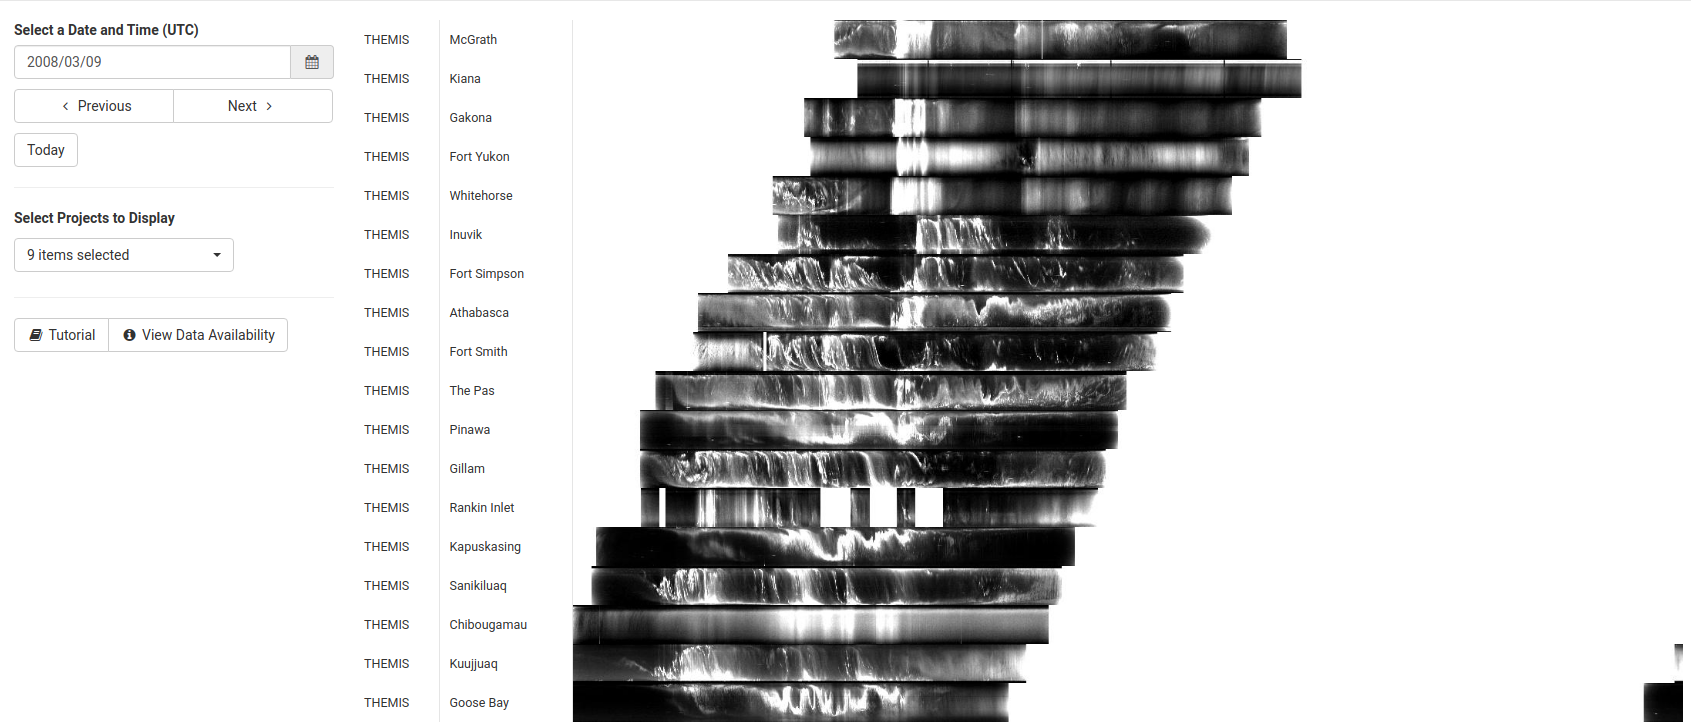 Select a Date and Time (UTC)
2008/03/09
Previous
Next
Today
Select Projects to Display
9 items selected
Tutorial
View Data Availability
THEMIS McGrath
THEMIS Kiana
THEMIS Gakona
THEMIS Fort Yukon
THEMIS Whitehorse
THEMIS Inuvik
THEMIS Fort Simpson
THEMIS Athabasca
THEMIS Fort Smith
THEMIS The Pas
THEMIS Pinawa
THEMIS Gillam
THEMIS Rankin Inlet
THEMIS Kapuskasing
THEMIS Sanikiluaq
THEMIS Chibougamau
THEMIS Kuujjuaq
THEMIS Goose Bay